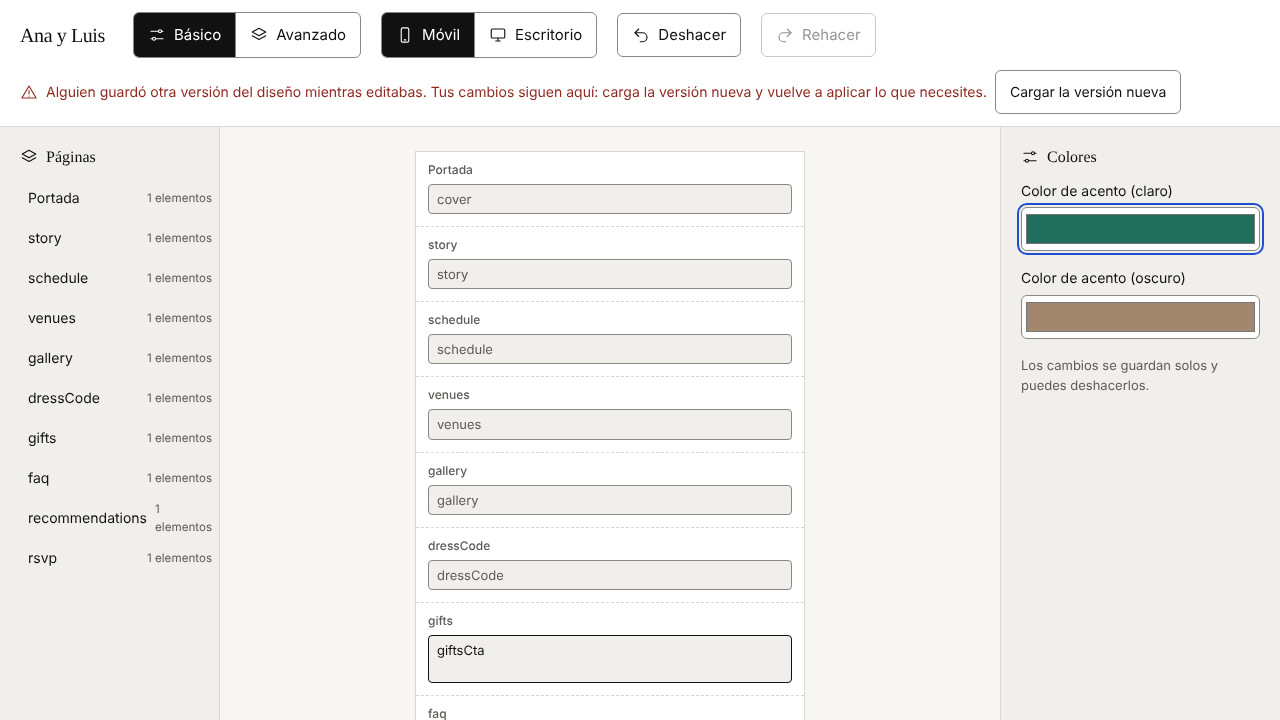 Ana y Luis
Básico
Avanzado
Móvil
Escritorio
Deshacer
Rehacer
Alguien guardó otra versión del diseño mientras editabas. Tus cambios siguen aquí: carga la versión nueva y vuelve a aplicar lo que necesites.
Cargar la versión nueva
Páginas
Portada 1 elementos
story 1 elementos
schedule 1 elementos
venues 1 elementos
gallery 1 elementos
dressCode 1 elementos
gifts 1 elementos
faq 1 elementos
recommendations 1
elementos
rsvp 1 elementos
Portada
cover
story
story
schedule
schedule
venues
venues
gallery
gallery
dressCode
dressCode
gifts
giftsCta
faq
Colores
Color de acento (claro)
Color de acento (oscuro)
Los cambios se guardan solos y
puedes deshacerlos.